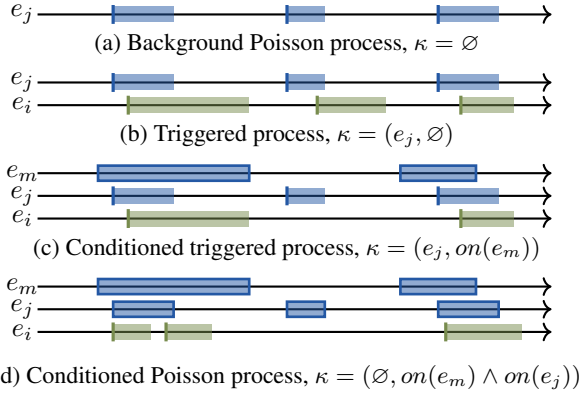 e_j
(a) Background Poisson process, κ = ∅
e_j
e_i
(b) Triggered process, κ = (e_j, ∅)
e_m
e_j
e_i
(c) Conditioned triggered process, κ = (e_j, on(e_m))
e_m
e_j
e_i
d) Conditioned Poisson process, κ = (∅, on(e_m) ∧ on(e_j))